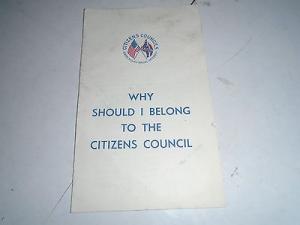 CITIZENS COUNCILS
WHY
SHOULD I BELONG
TO THE
CITIZENS COUNCIL